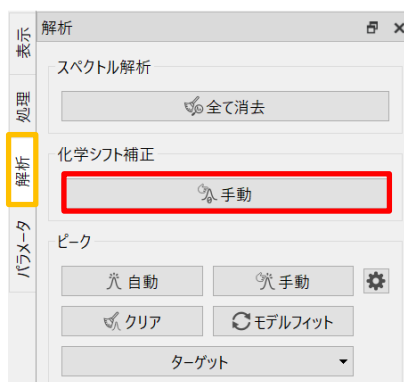 解析
表示
処理
解析
パラメータ
スペクトル解析
全て消去
化学シフト補正
手動
ピーク
自動
手動
クリア
モデルフィット
ターゲット